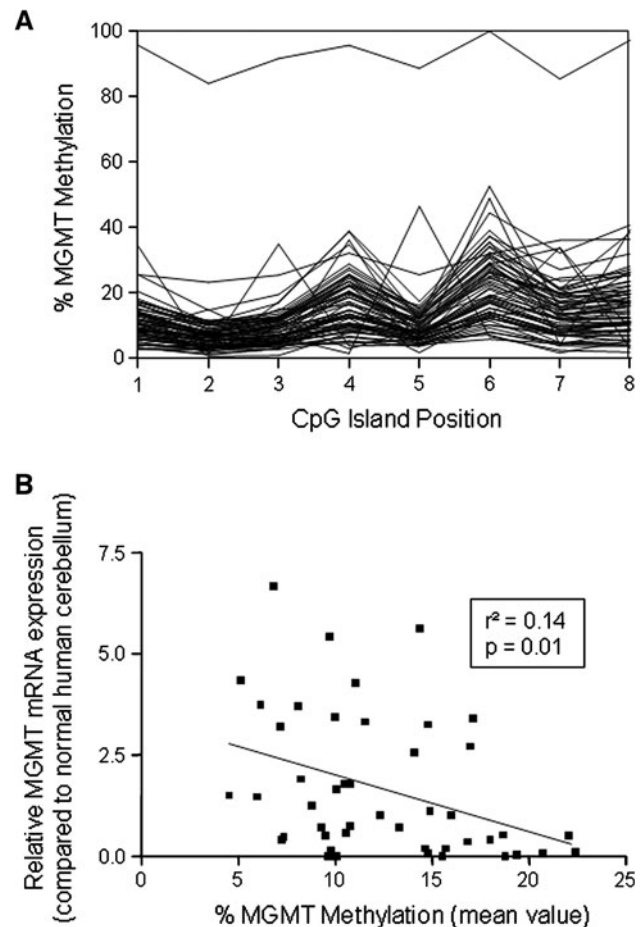 A
% MGMT Methylation
100
80
60
40
20
0
1 2 3 4 5 6 7 8
CpG Island Position
B
Relative MGMT mRNA expression
(compared to normal human cerebellum)
7.5
5.0
2.5
0.0
r² = 0.14
p = 0.01
0 5 10 15 20 25
% MGMT Methylation (mean value)